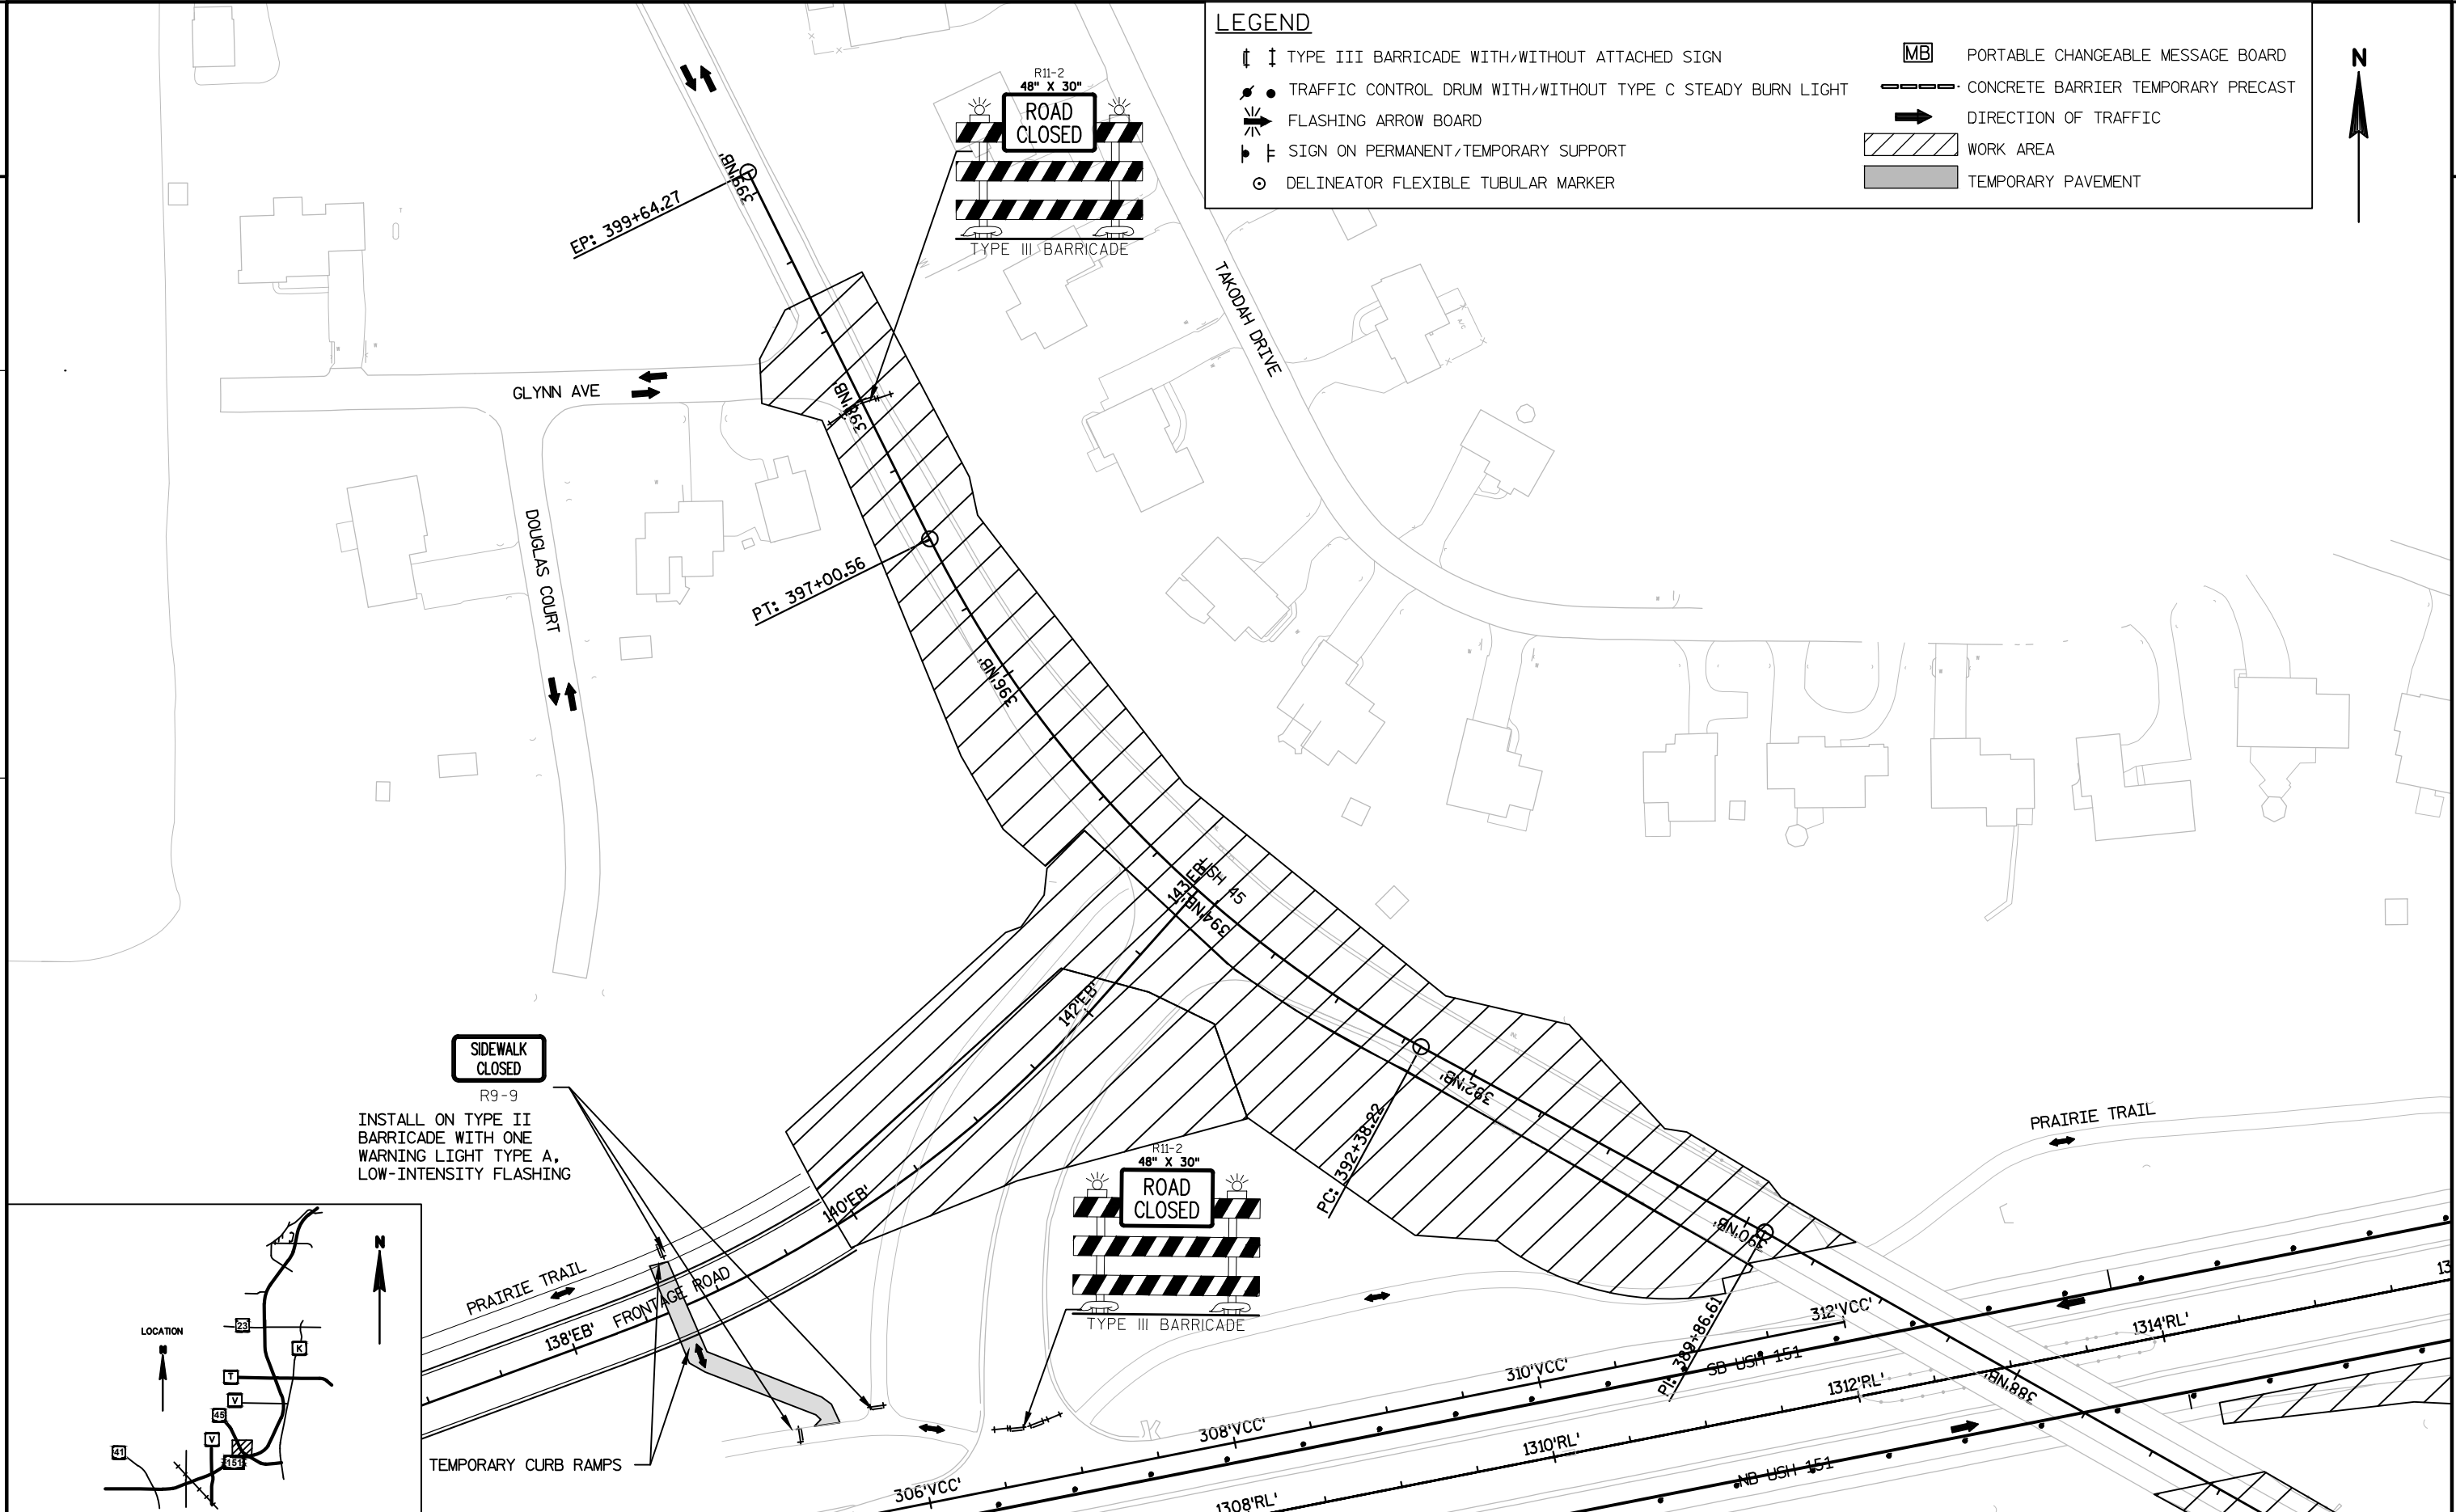 LEGEND
TYPE III BARRICADE WITH/WITHOUT ATTACHED SIGN
TRAFFIC CONTROL DRUM WITH/WITHOUT TYPE C STEADY BURN LIGHT
FLASHING ARROW BOARD
SIGN ON PERMANENT/TEMPORARY SUPPORT
DELINEATOR FLEXIBLE TUBULAR MARKER
MB PORTABLE CHANGEABLE MESSAGE BOARD
CONCRETE BARRIER TEMPORARY PRECAST
DIRECTION OF TRAFFIC
WORK AREA
TEMPORARY PAVEMENT
N
R11-2
48" X 30"
ROAD
CLOSED
TYPE III BARRICADE
399'NB'
EP: 399+64.27
TAKODAH DRIVE
GLYNN AVE
398'NB'
DOUGLAS COURT
PT: 397+00.56
396'NB'
USH 45
143'EB'
394'NB'
142'EB'
SIDEWALK
CLOSED
R9-9
INSTALL ON TYPE II
BARRICADE WITH ONE
WARNING LIGHT TYPE A,
LOW-INTENSITY FLASHING
392'NB'
PC: 392+38.22
PRAIRIE TRAIL
R11-2
48" X 30"
ROAD
CLOSED
TYPE III BARRICADE
140'EB'
390'NB'
PI: 389+86.61
PRAIRIE TRAIL
FRONTAGE ROAD
138'EB'
312'VCC'
1314'RL'
310'VCC'
SB USH 151
1312'RL'
388'NB'
308'VCC'
1310'RL'
NB USH 151
306'VCC'
1308'RL'
13
TEMPORARY CURB RAMPS
N
LOCATION
23
K
T
V
45
V
41
151